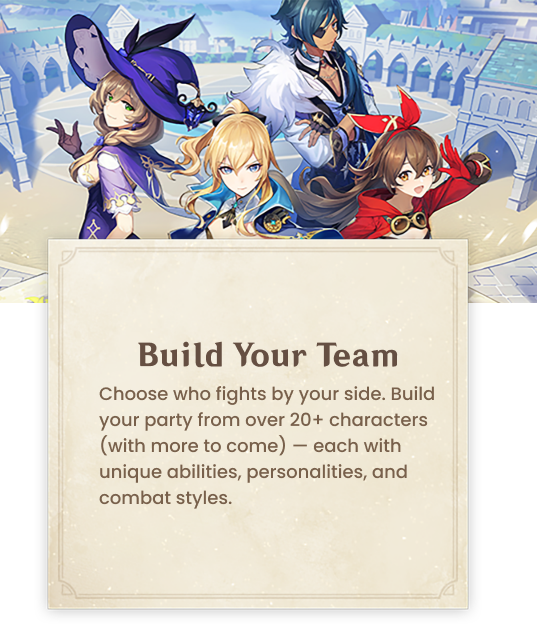 Build Your Team
Choose who fights by your side. Build
your party from over 20+ characters
(with more to come) — each with
unique abilities, personalities, and
combat styles.